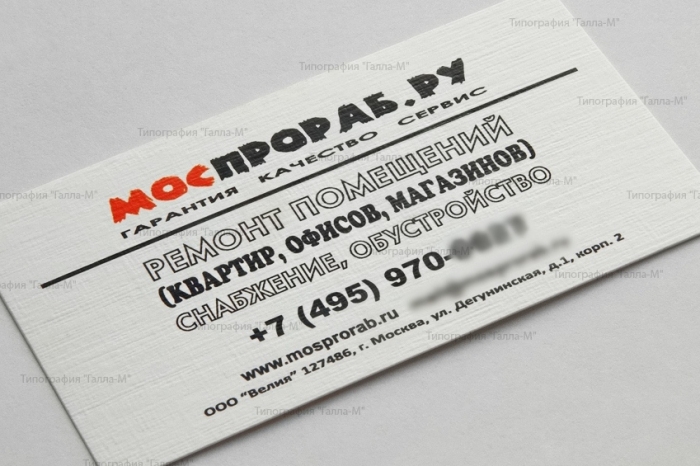 МОСПРОРАБ.РУ
ГАРАНТИЯ КАЧЕСТВО СЕРВИС
РЕМОНТ ПОМЕЩЕНИЙ
(КВАРТИР, ОФИСОВ, МАГАЗИНОВ)
СНАБЖЕНИЕ, ОБУСТРОЙСТВО
+7 (495) 970-
www.mosprorab.ru
ООО "Велия" 127486, г. Москва, ул. Дегунинская, д.1, корп. 2
Типография "Галла-М"